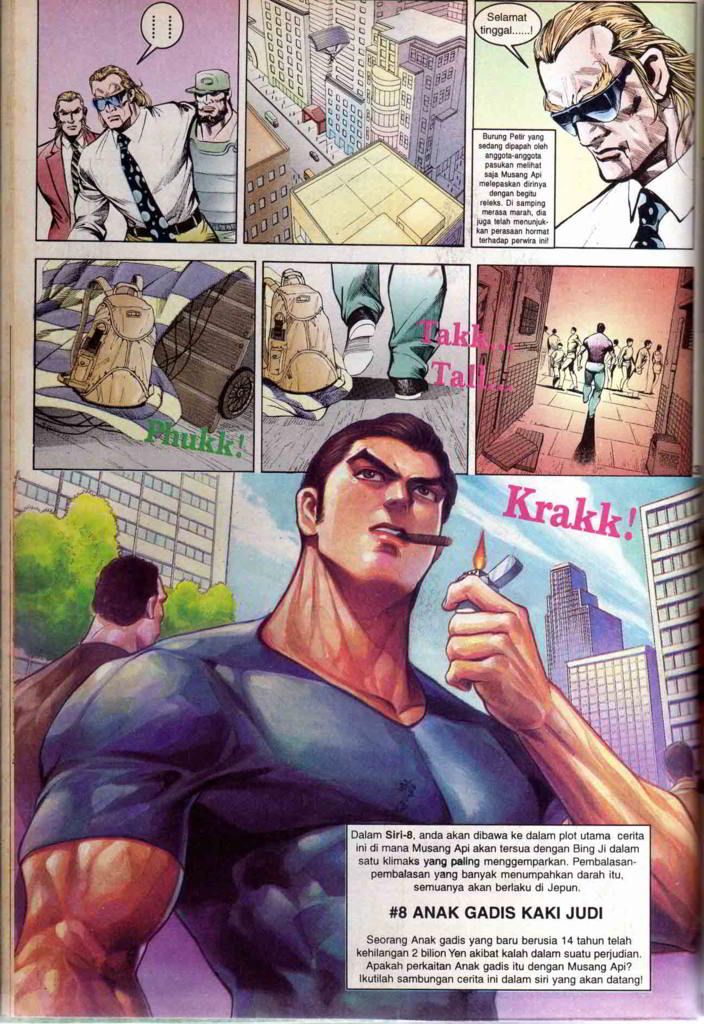 Selamat
tinggal......!
Burung Petir yang
sedang dipapah oleh
anggota-anggota
pasukan melihat
saja Musang Api
melepaskan dirinya
dengan begitu
releks. Di samping
merasa marah, dia
juga telah menunjuk-
kan perasaan hormat
terhadap perwira ini!
Phukk!
Takk...
Krakk!
Dalam Siri-8, anda akan dibawa ke dalam plot utama cerita
ini di mana Musang Api akan tersua dengan Bing Ji dalam
satu klimaks yang paling menggemparkan. Pembalasan-
pembalasan yang banyak menumpahkan darah itu,
semuanya akan berlaku di Jepun.
#8 ANAK GADIS KAKI JUDI
Seorang Anak gadis yang baru berusia 14 tahun telah
kehilangan 2 bilion Yen akibat kalah dalam suatu perjudian.
Apakah perkaitan Anak gadis itu dengan Musang Api?
Ikutilah sambungan cerita ini dalam siri yang akan datang!